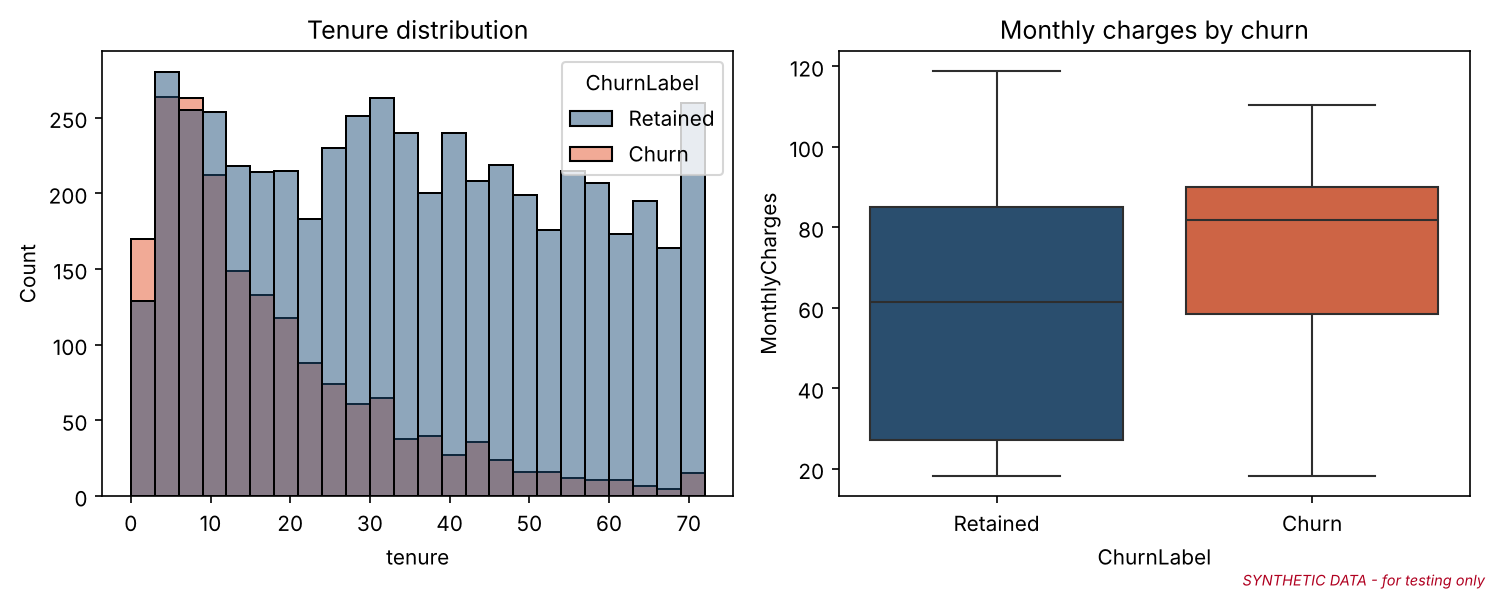 Tenure distribution
ChurnLabel
Retained
Churn
250
200
150
100
50
0
Count
0 10 20 30 40 50 60 70
tenure
Monthly charges by churn
120
100
80
60
40
20
MonthlyCharges
Retained Churn
ChurnLabel
SYNTHETIC DATA - for testing only